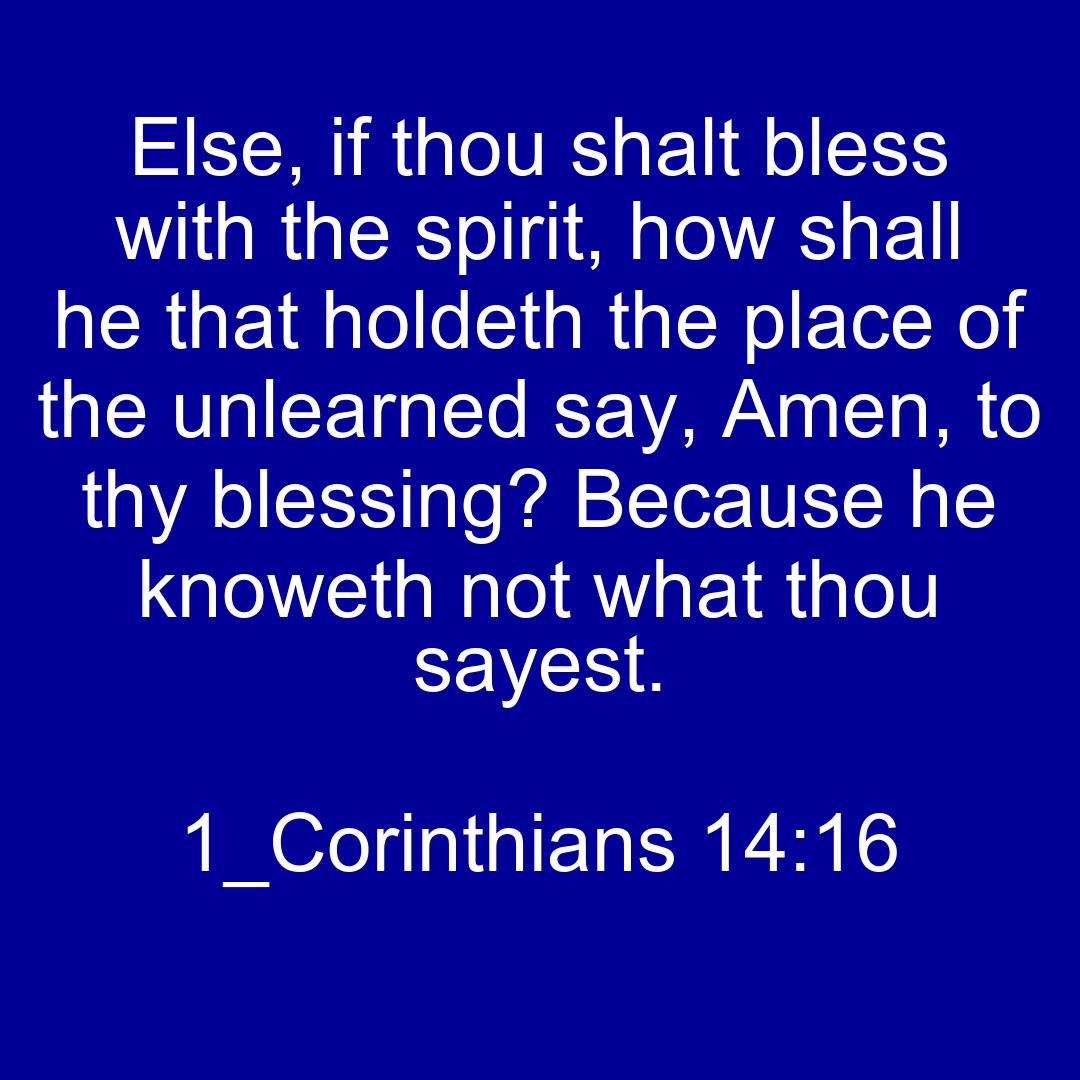 Else, if thou shalt bless
with the spirit, how shall
he that holdeth the place of
the unlearned say, Amen, to
thy blessing? Because he
knoweth not what thou
sayest.
1_Corinthians 14:16